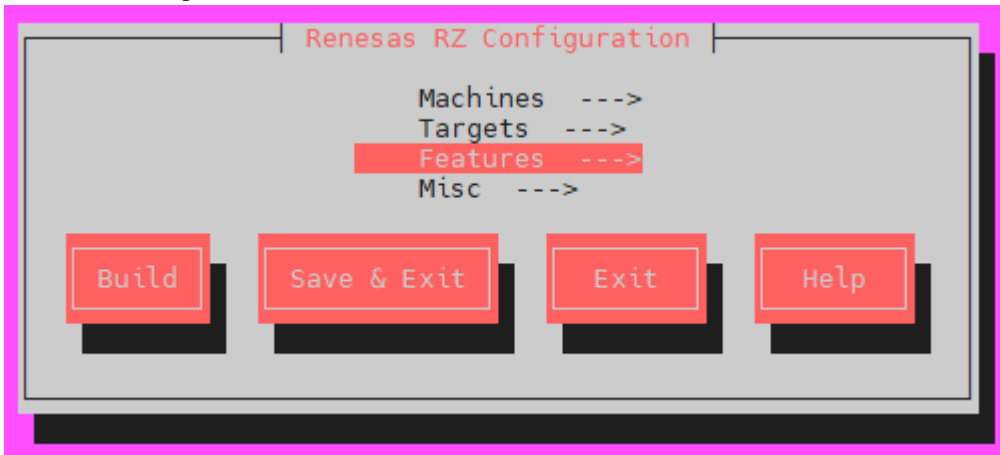 Renesas RZ Configuration
Machines --->
Targets --->
Features --->
Misc --->
Build Save & Exit Exit Help